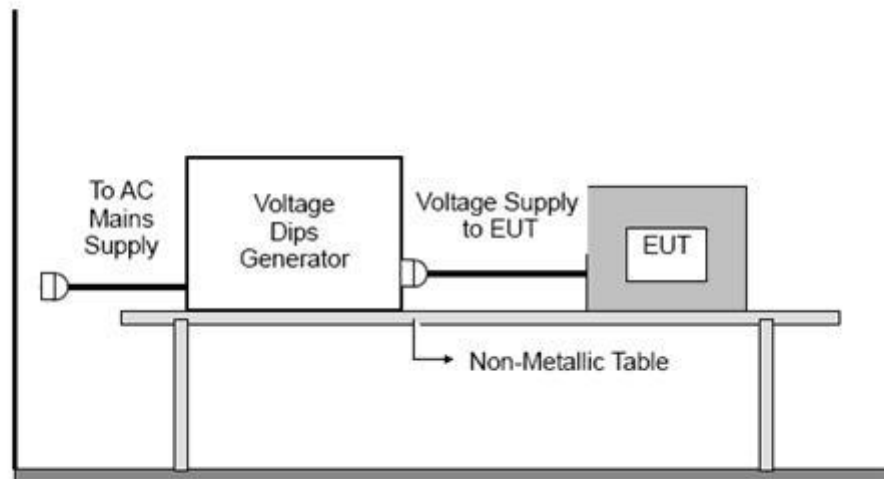 To AC
Mains
Supply
Voltage
Dips
Generator
Voltage Supply
to EUT
EUT
Non-Metallic Table